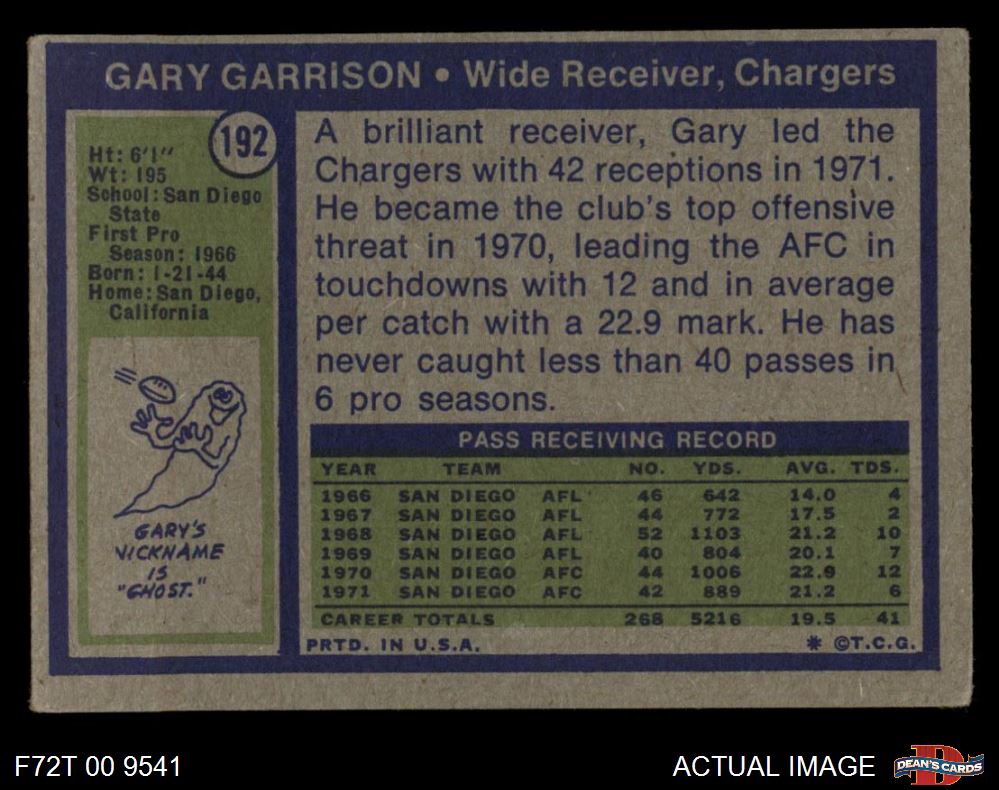 GARY GARRISON • Wide Receiver, Chargers
192
Ht: 6'1"
Wt: 195
School: San Diego
State
First Pro
Season: 1966
Born: 1-21-44
Home: San Diego,
California
GARY'S
NICKNAME
IS
"GHOST."
A brilliant receiver, Gary led the
Chargers with 42 receptions in 1971.
He became the club's top offensive
threat in 1970, leading the AFC in
touchdowns with 12 and in average
per catch with a 22.9 mark. He has
never caught less than 40 passes in
6 pro seasons.
PASS RECEIVING RECORD
YEAR TEAM NO. YDS. AVG. TDS.
1966 SAN DIEGO AFL 46 642 14.0 4
1967 SAN DIEGO AFL 44 772 17.5 2
1968 SAN DIEGO AFL 52 1103 21.2 10
1969 SAN DIEGO AFL 40 804 20.1 7
1970 SAN DIEGO AFC 44 1006 22.9 12
1971 SAN DIEGO AFC 42 889 21.2 6
CAREER TOTALS 268 5216 19.5 41
PRTD. IN U.S.A. * ©T.C.G.
F72T 00 9541
ACTUAL IMAGE
DEAN'S CARDS